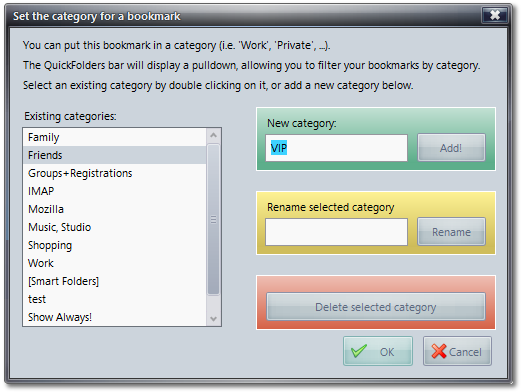 Set the category for a bookmark
You can put this bookmark in a category (i.e. 'Work', 'Private', ...).
The QuickFolders bar will display a pulldown, allowing you to filter your bookmarks by category.
Select an existing category by double clicking on it, or add a new category below.
Existing categories:
Family
Friends
Groups+Registrations
IMAP
Mozilla
Music, Studio
Shopping
Work
[Smart Folders]
test
Show Always!
New category:
VIP
Add!
Rename selected category
Rename
Delete selected category
OK
Cancel